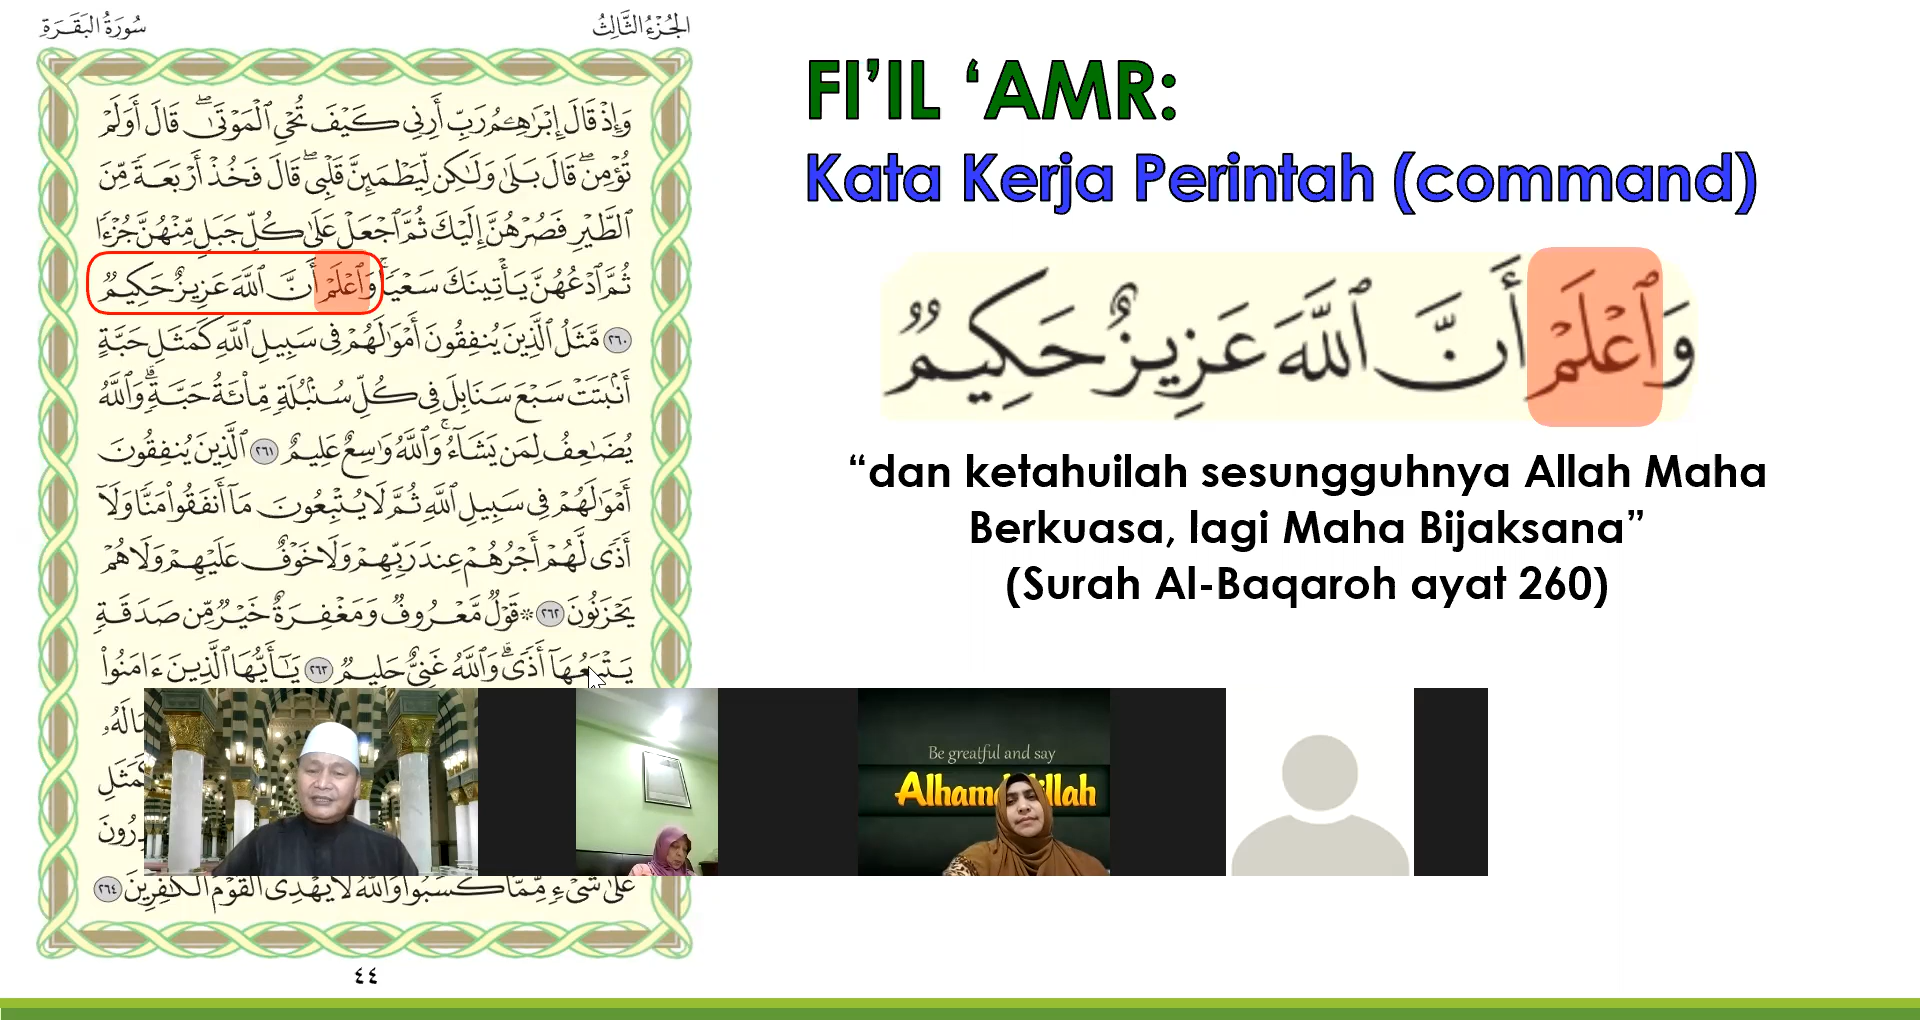 سُورَةُ البَقَرَةِ
الجُزْءُ الثَّالِثُ
وَإِذْ قَالَ إِبْرَٰهِـۧمُ رَبِّ أَرِنِى كَيْفَ تُحْىِ ٱلْمَوْتَىٰ ۖ قَالَ أَوَلَمْ
تُؤْمِن ۖ قَالَ بَلَىٰ وَلَـٰكِن لِّيَطْمَئِنَّ قَلْبِى ۖ قَالَ فَخُذْ أَرْبَعَةً مِّنَ
ٱلطَّيْرِ فَصُرْهُنَّ إِلَيْكَ ثُمَّ ٱجْعَلْ عَلَىٰ كُلِّ جَبَلٍ مِّنْهُنَّ جُزْءًا
ثُمَّ ٱدْعُهُنَّ يَأْتِينَكَ سَعْيًا ۚ وَٱعْلَمْ أَنَّ ٱللَّهَ عَزِيزٌ حَكِيمٌ
٢٦٠ مَّثَلُ ٱلَّذِينَ يُنفِقُونَ أَمْوَٰلَهُمْ فِى سَبِيلِ ٱللَّهِ كَمَثَلِ حَبَّةٍ
أَنۢبَتَتْ سَبْعَ سَنَابِلَ فِى كُلِّ سُنۢبُلَةٍ مِّا۟ئَةُ حَبَّةٍ ۗ وَٱللَّهُ
يُضَـٰعِفُ لِمَن يَشَآءُ ۚ وَٱللَّهُ وَٰسِعٌ عَلِيمٌ ٢٦١ ٱلَّذِينَ يُنفِقُونَ
أَمْوَٰلَهُمْ فِى سَبِيلِ ٱللَّهِ ثُمَّ لَا يُتْبِعُونَ مَآ أَنفَقُوا۟ مَنًّا وَلَآ
أَذًى ۙ لَّهُمْ أَجْرُهُمْ عِندَ رَبِّهِمْ وَلَا خَوْفٌ عَلَيْهِمْ وَلَا هُمْ
يَحْزَنُونَ ٢٦٢ ۞ قَوْلٌ مَّعْرُوفٌ وَمَغْفِرَةٌ خَيْرٌ مِّن صَدَقَةٍ
يَتْبَعُهَآ أَذًى ۗ وَٱللَّهُ غَنِىٌّ حَلِيمٌ ٢٦٣ يَـٰٓأَيُّهَا ٱلَّذِينَ ءَامَنُوا۟
عَلَىٰ شَىْءٍ مِّمَّا كَسَبُوا۟ ۗ وَٱللَّهُ لَا يَهْدِى ٱلْقَوْمَ ٱلْكَـٰفِرِينَ ٢٦٤
٤٤
FI’IL ‘AMR:
Kata Kerja Perintah (command)
وَٱعْلَمْ أَنَّ ٱللَّهَ عَزِيزٌ حَكِيمٌ
“dan ketahuilah sesungguhnya Allah Maha
Berkuasa, lagi Maha Bijaksana”
(Surah Al-Baqaroh ayat 260)
Be greatful and say